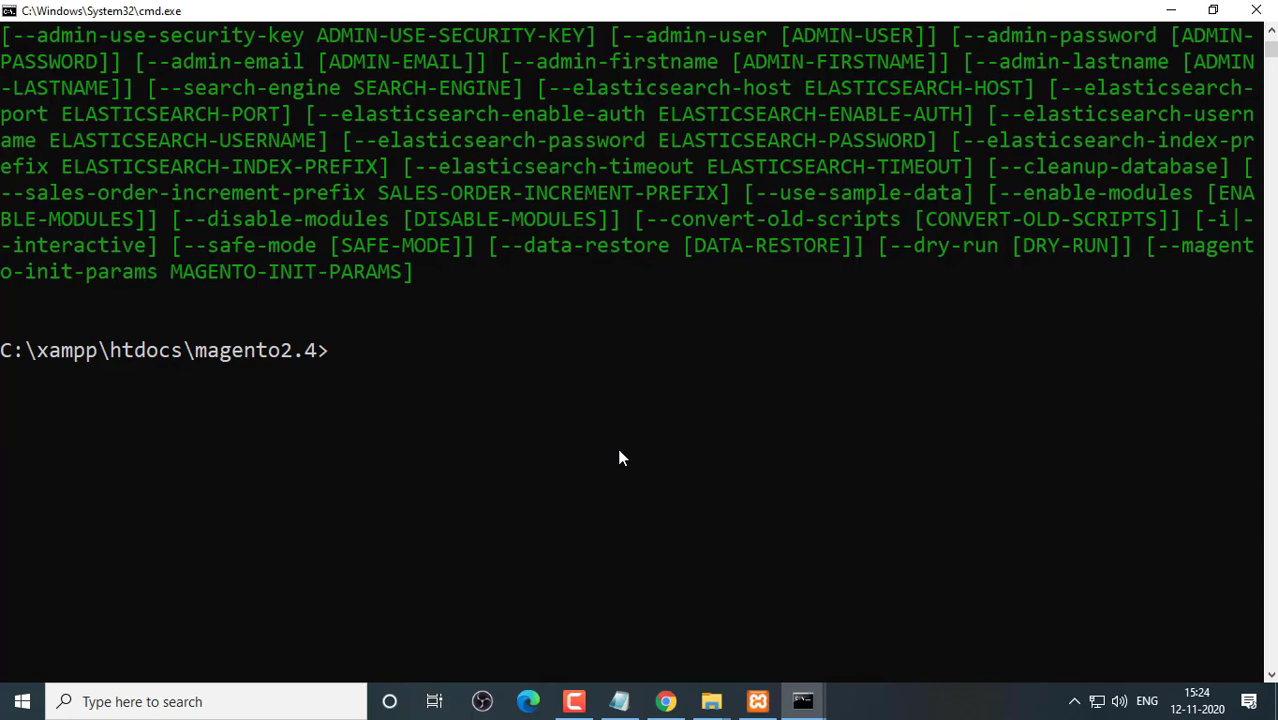 C:\Windows\System32\cmd.exe
[--admin-use-security-key ADMIN-USE-SECURITY-KEY] [--admin-user [ADMIN-USER]] [--admin-password [ADMIN-
PASSWORD]] [--admin-email [ADMIN-EMAIL]] [--admin-firstname [ADMIN-FIRSTNAME]] [--admin-lastname [ADMIN
-LASTNAME]] [--search-engine SEARCH-ENGINE] [--elasticsearch-host ELASTICSEARCH-HOST] [--elasticsearch-
port ELASTICSEARCH-PORT] [--elasticsearch-enable-auth ELASTICSEARCH-ENABLE-AUTH] [--elasticsearch-usern
ame ELASTICSEARCH-USERNAME] [--elasticsearch-password ELASTICSEARCH-PASSWORD] [--elasticsearch-index-pr
efix ELASTICSEARCH-INDEX-PREFIX] [--elasticsearch-timeout ELASTICSEARCH-TIMEOUT] [--cleanup-database] [
--sales-order-increment-prefix SALES-ORDER-INCREMENT-PREFIX] [--use-sample-data] [--enable-modules [ENA
BLE-MODULES]] [--disable-modules [DISABLE-MODULES]] [--convert-old-scripts [CONVERT-OLD-SCRIPTS]] [-i|-
-interactive] [--safe-mode [SAFE-MODE]] [--data-restore [DATA-RESTORE]] [--dry-run [DRY-RUN]] [--magent
o-init-params MAGENTO-INIT-PARAMS]
C:\xampp\htdocs\magento2.4>
Type here to search
ENG
15:24
12-11-2020